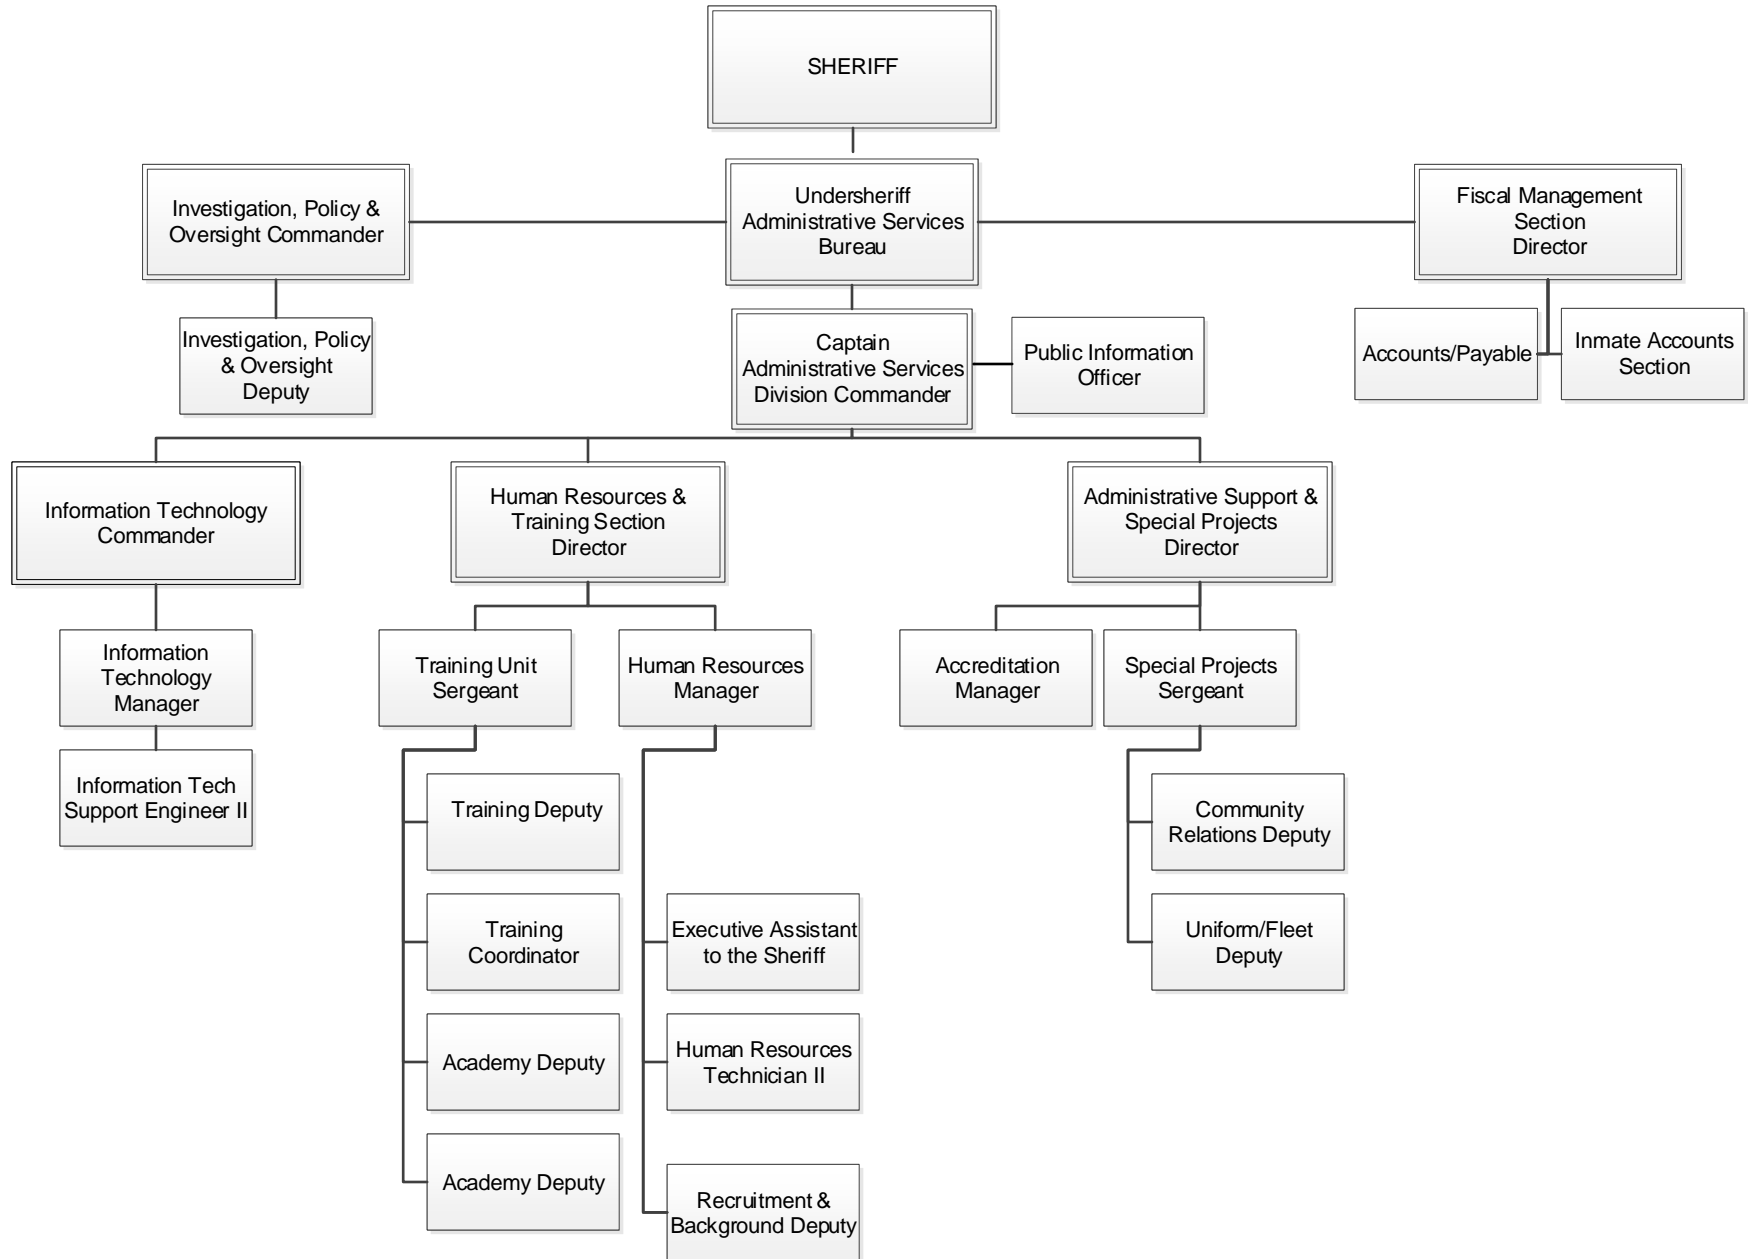 SHERIFF
Investigation, Policy &
Oversight Commander
Undersheriff
Administrative Services
Bureau
Fiscal Management
Section
Director
Investigation, Policy
& Oversight
Deputy
Captain
Administrative Services
Division Commander
Public Information
Officer
Accounts/Payable
Inmate Accounts
Section
Information Technology
Commander
Human Resources &
Training Section
Director
Administrative Support &
Special Projects
Director
Information
Technology
Manager
Training Unit
Sergeant
Human Resources
Manager
Accreditation
Manager
Special Projects
Sergeant
Information Tech
Support Engineer II
Training Deputy
Community
Relations Deputy
Training
Coordinator
Executive Assistant
to the Sheriff
Uniform/Fleet
Deputy
Academy Deputy
Human Resources
Technician II
Academy Deputy
Recruitment &
Background Deputy